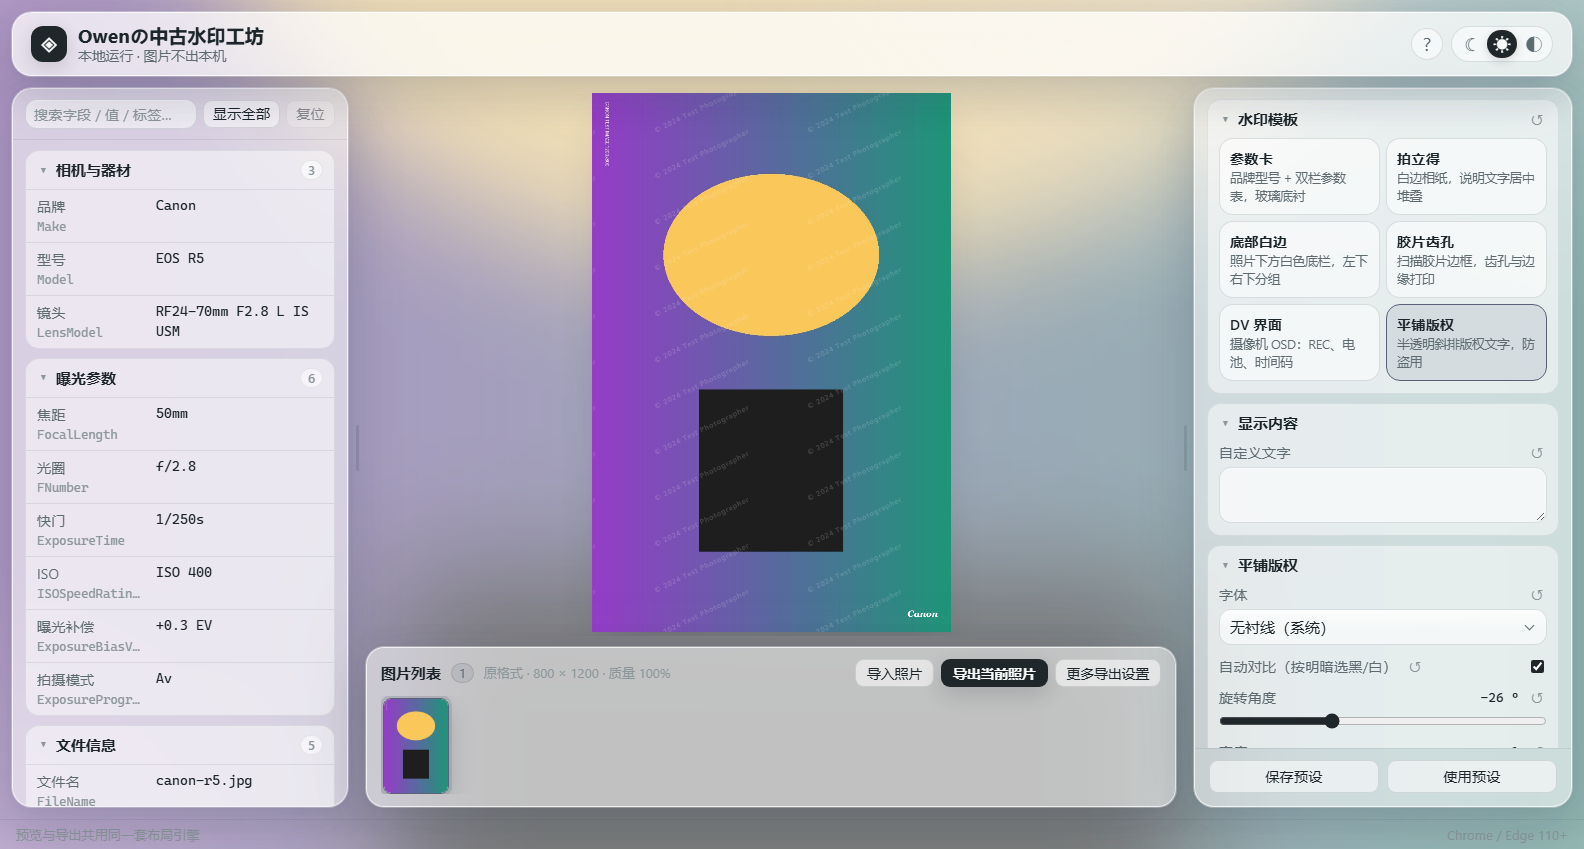 Owenの中古水印工坊
本地运行 · 图片不出本机
?
搜索字段 / 值 / 标签...
显示全部
复位
相机与器材
3
品牌
Canon
Make
型号
EOS R5
Model
镜头
RF24-70mm F2.8 L IS
USM
LensModel
曝光参数
6
焦距
50mm
FocalLength
光圈
f/2.8
FNumber
快门
1/250s
ExposureTime
ISO
ISO 400
ISOSpeedRatin…
曝光补偿
+0.3 EV
ExposureBiasV…
拍摄模式
Av
ExposureProgr…
文件信息
5
文件名
canon-r5.jpg
FileName
© 2024 Test Photographer
Canon
图片列表
1
原格式 · 800 × 1200 · 质量 100%
导入照片
导出当前照片
更多导出设置
水印模板
参数卡
品牌型号 + 双栏参数
表，玻璃底衬
拍立得
白边相纸，说明文字居中
堆叠
底部白边
照片下方白色底栏，左下
右下分组
胶片齿孔
扫描胶片边框，齿孔与边
缘打印
DV 界面
摄像机 OSD：REC、电
池、时间码
平铺版权
半透明斜排版权文字，防
盗用
显示内容
自定义文字
平铺版权
字体
无衬线（系统）
自动对比（按明暗选黑/白）
旋转角度
-26 °
保存预设
使用预设
预览与导出共用同一套布局引擎
Chrome / Edge 110+